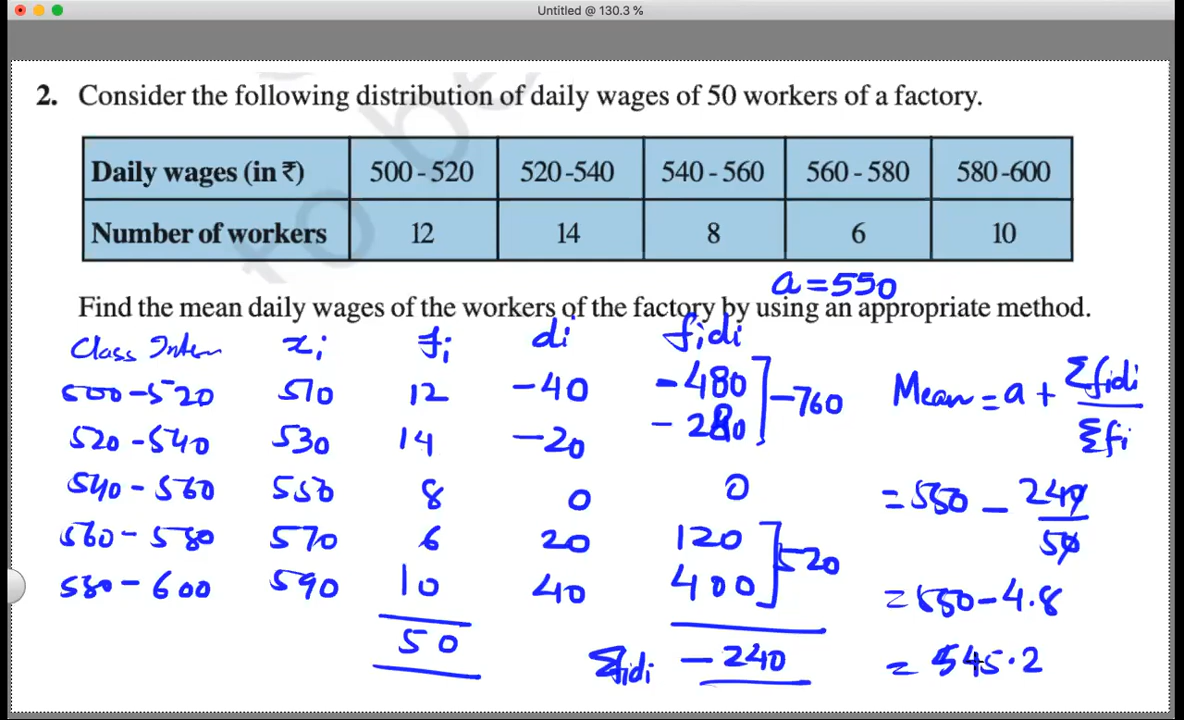 Untitled @ 130.3 %
2. Consider the following distribution of daily wages of 50 workers of a factory.
Daily wages (in ₹) 500 - 520 520 -540 540 - 560 560 - 580 580 -600
Number of workers 12 14 8 6 10
a = 550
Find the mean daily wages of the workers of the factory by using an appropriate method.
Class Inter xi fi di fidi
500 - 520 510 12 -40 -480
520 - 540 530 14 -20 -280
-760
540 - 560 550 8 0 0
560 - 580 570 6 20 120
580 - 600 590 10 40 400
520
50
Σfidi - 240
Mean = a + Σfidi / Σfi
= 550 - 240 / 50
= 550 - 4.8
= 545.2
to be